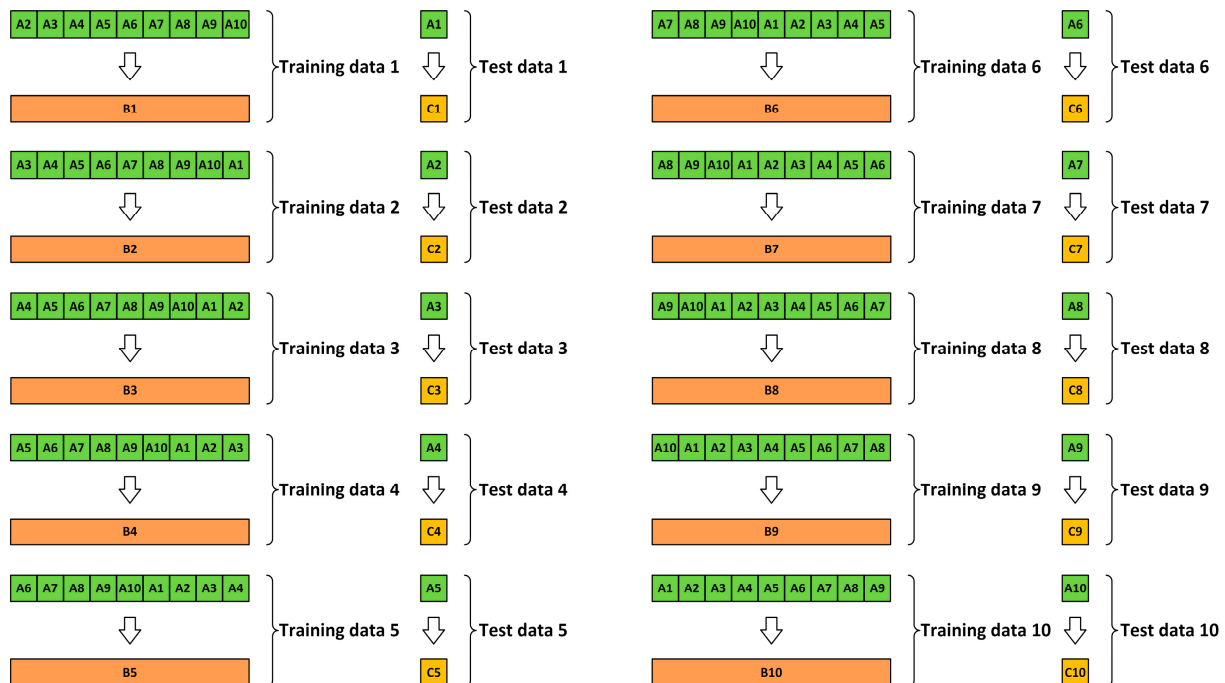 A2 A3 A4 A5 A6 A7 A8 A9 A10
A1
Training data 1
Test data 1
B1
C1
A3 A4 A5 A6 A7 A8 A9 A10 A1
A2
Training data 2
Test data 2
B2
C2
A4 A5 A6 A7 A8 A9 A10 A1 A2
A3
Training data 3
Test data 3
B3
C3
A5 A6 A7 A8 A9 A10 A1 A2 A3
A4
Training data 4
Test data 4
B4
C4
A6 A7 A8 A9 A10 A1 A2 A3 A4
A5
Training data 5
Test data 5
B5
C5
A7 A8 A9 A10 A1 A2 A3 A4 A5
A6
Training data 6
Test data 6
B6
C6
A8 A9 A10 A1 A2 A3 A4 A5 A6
A7
Training data 7
Test data 7
B7
C7
A9 A10 A1 A2 A3 A4 A5 A6 A7
A8
Training data 8
Test data 8
B8
C8
A10 A1 A2 A3 A4 A5 A6 A7 A8
A9
Training data 9
Test data 9
B9
C9
A1 A2 A3 A4 A5 A6 A7 A8 A9
A10
Training data 10
Test data 10
B10
C10